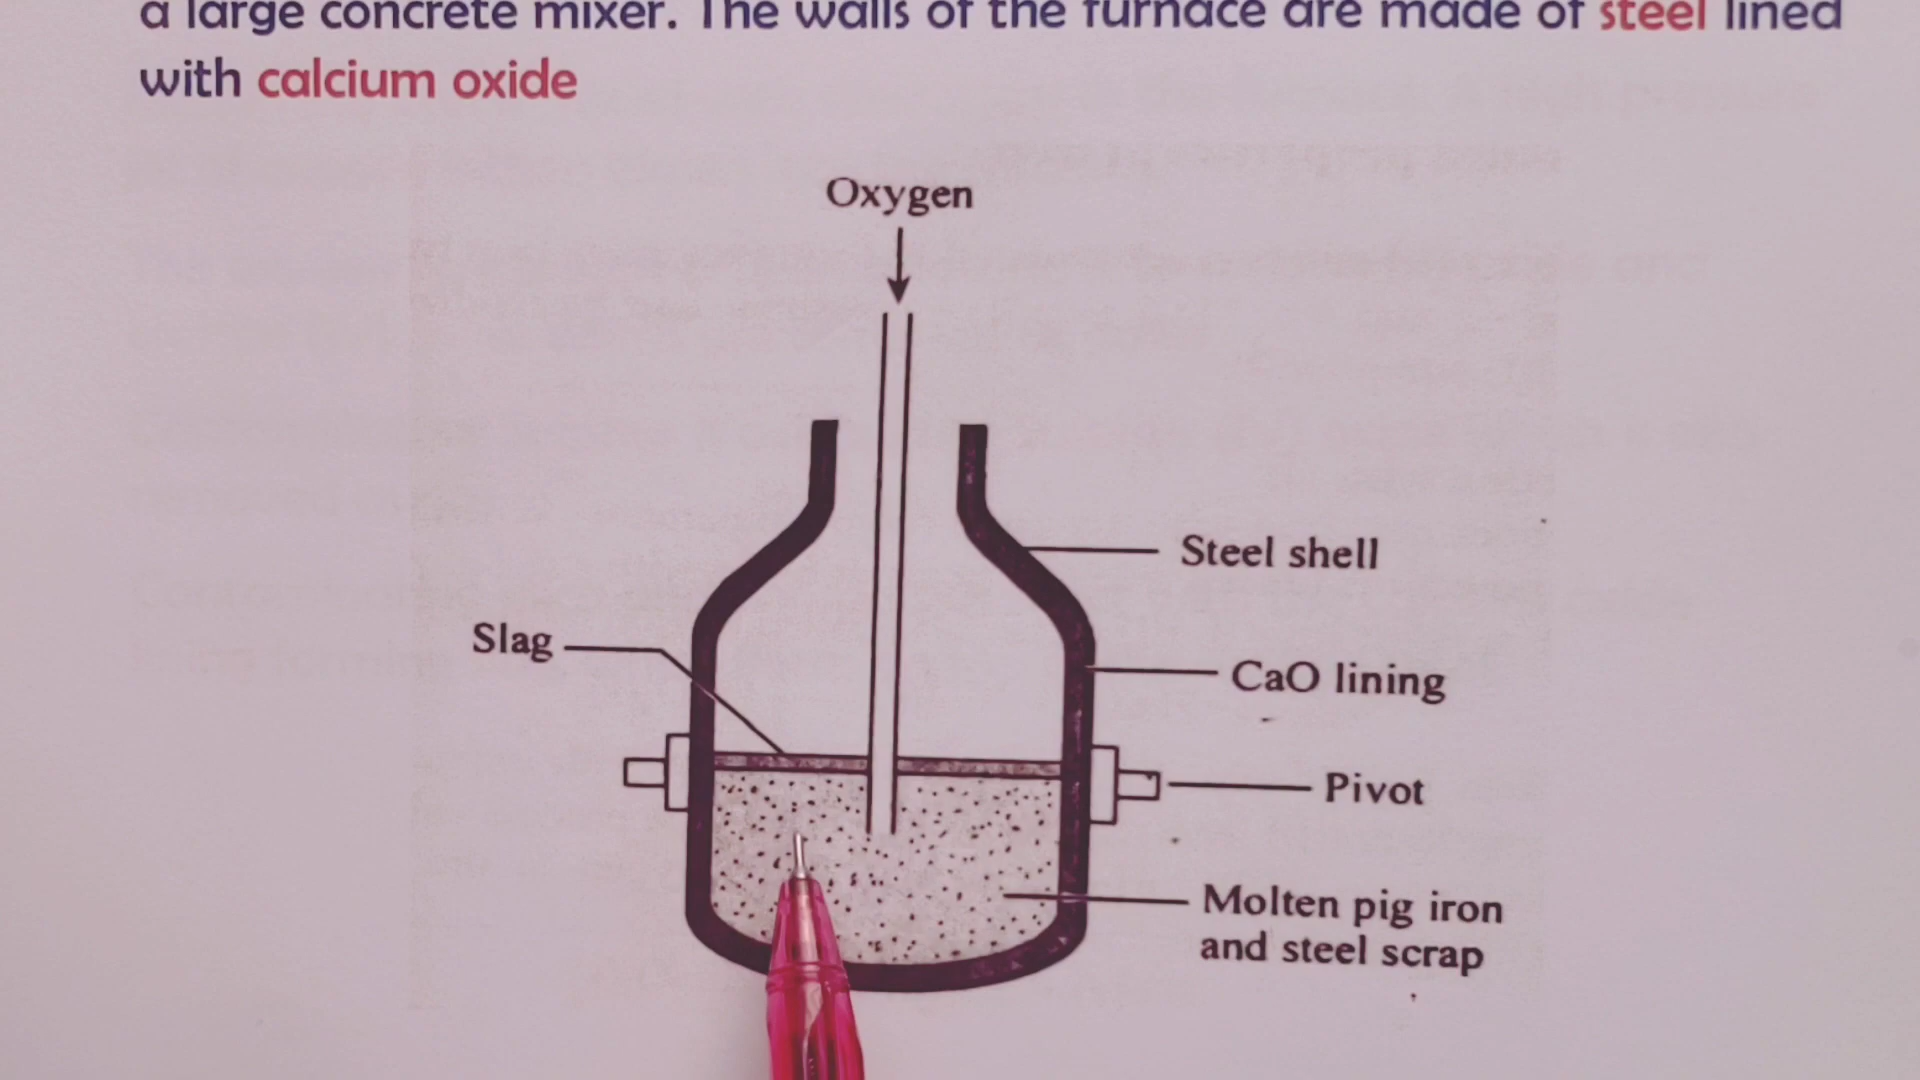 a large concrete mixer. The walls of the furnace are made of steel lined
with calcium oxide
Oxygen
Steel shell
Slag
CaO lining
Pivot
Molten pig iron
and steel scrap